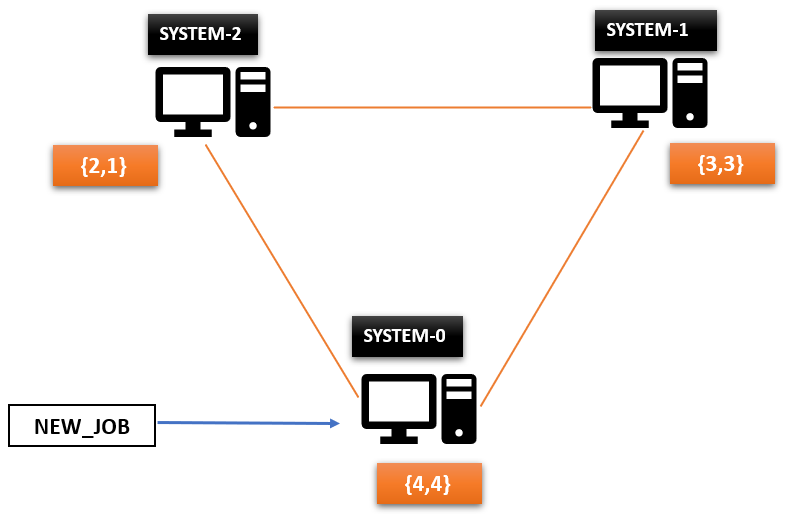 SYSTEM-2
SYSTEM-1
{2,1}
{3,3}
SYSTEM-0
NEW_JOB
{4,4}